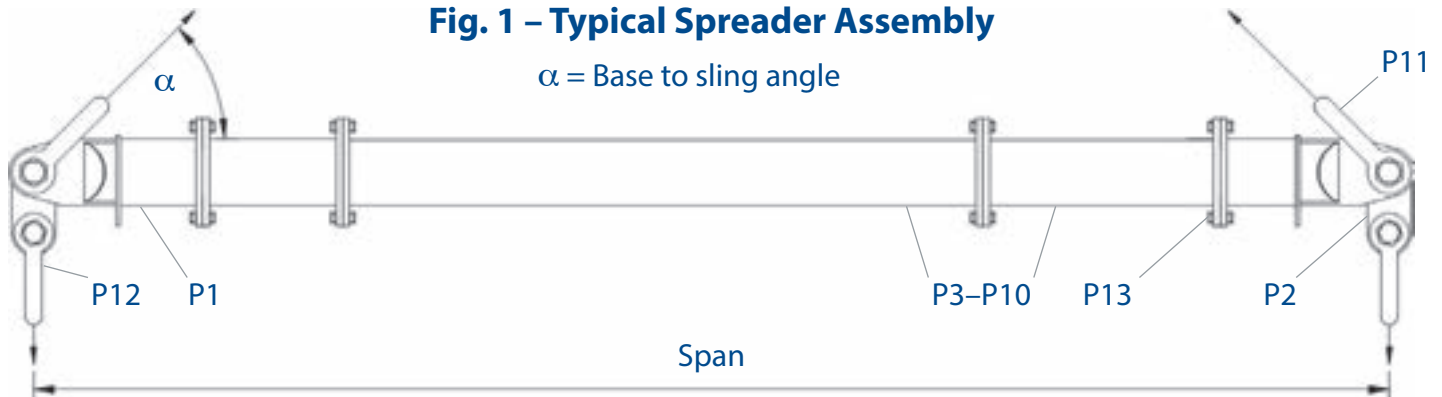 Fig. 1 – Typical Spreader Assembly
α = Base to sling angle
α
P11
P12
P1
P3–P10
P13
P2
Span